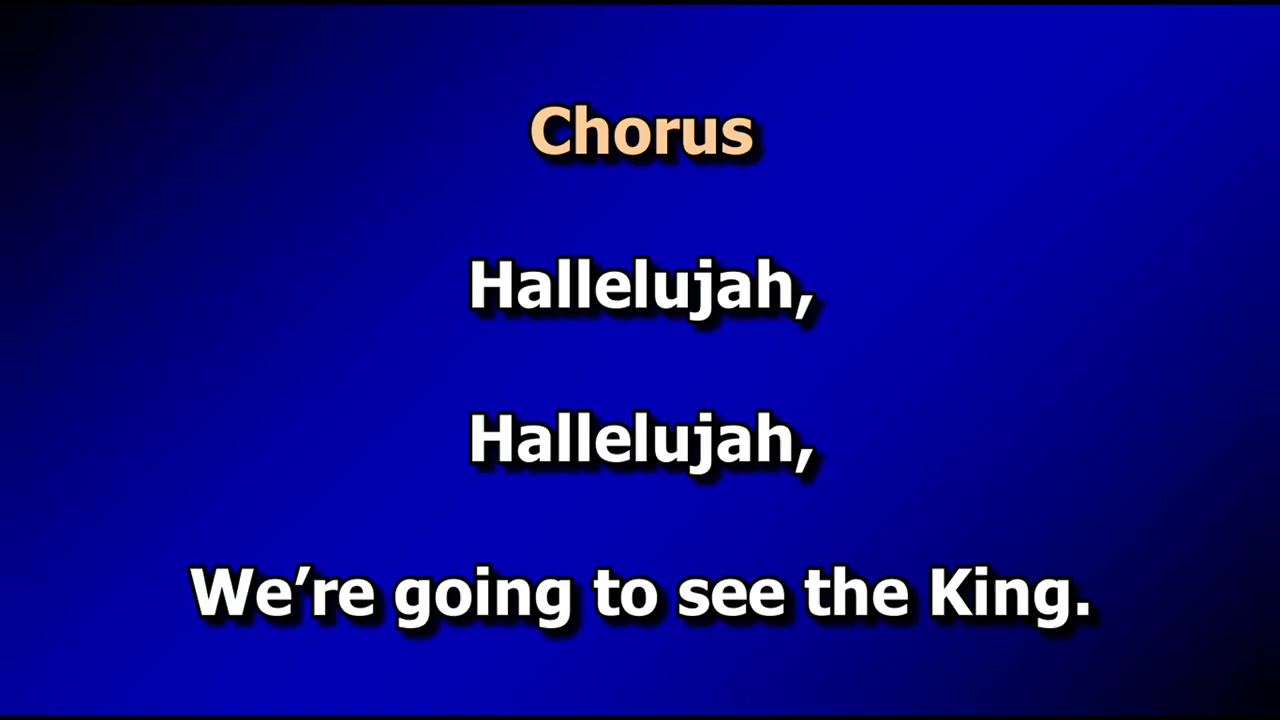 Chorus
Hallelujah,
Hallelujah,
We’re going to see the King.